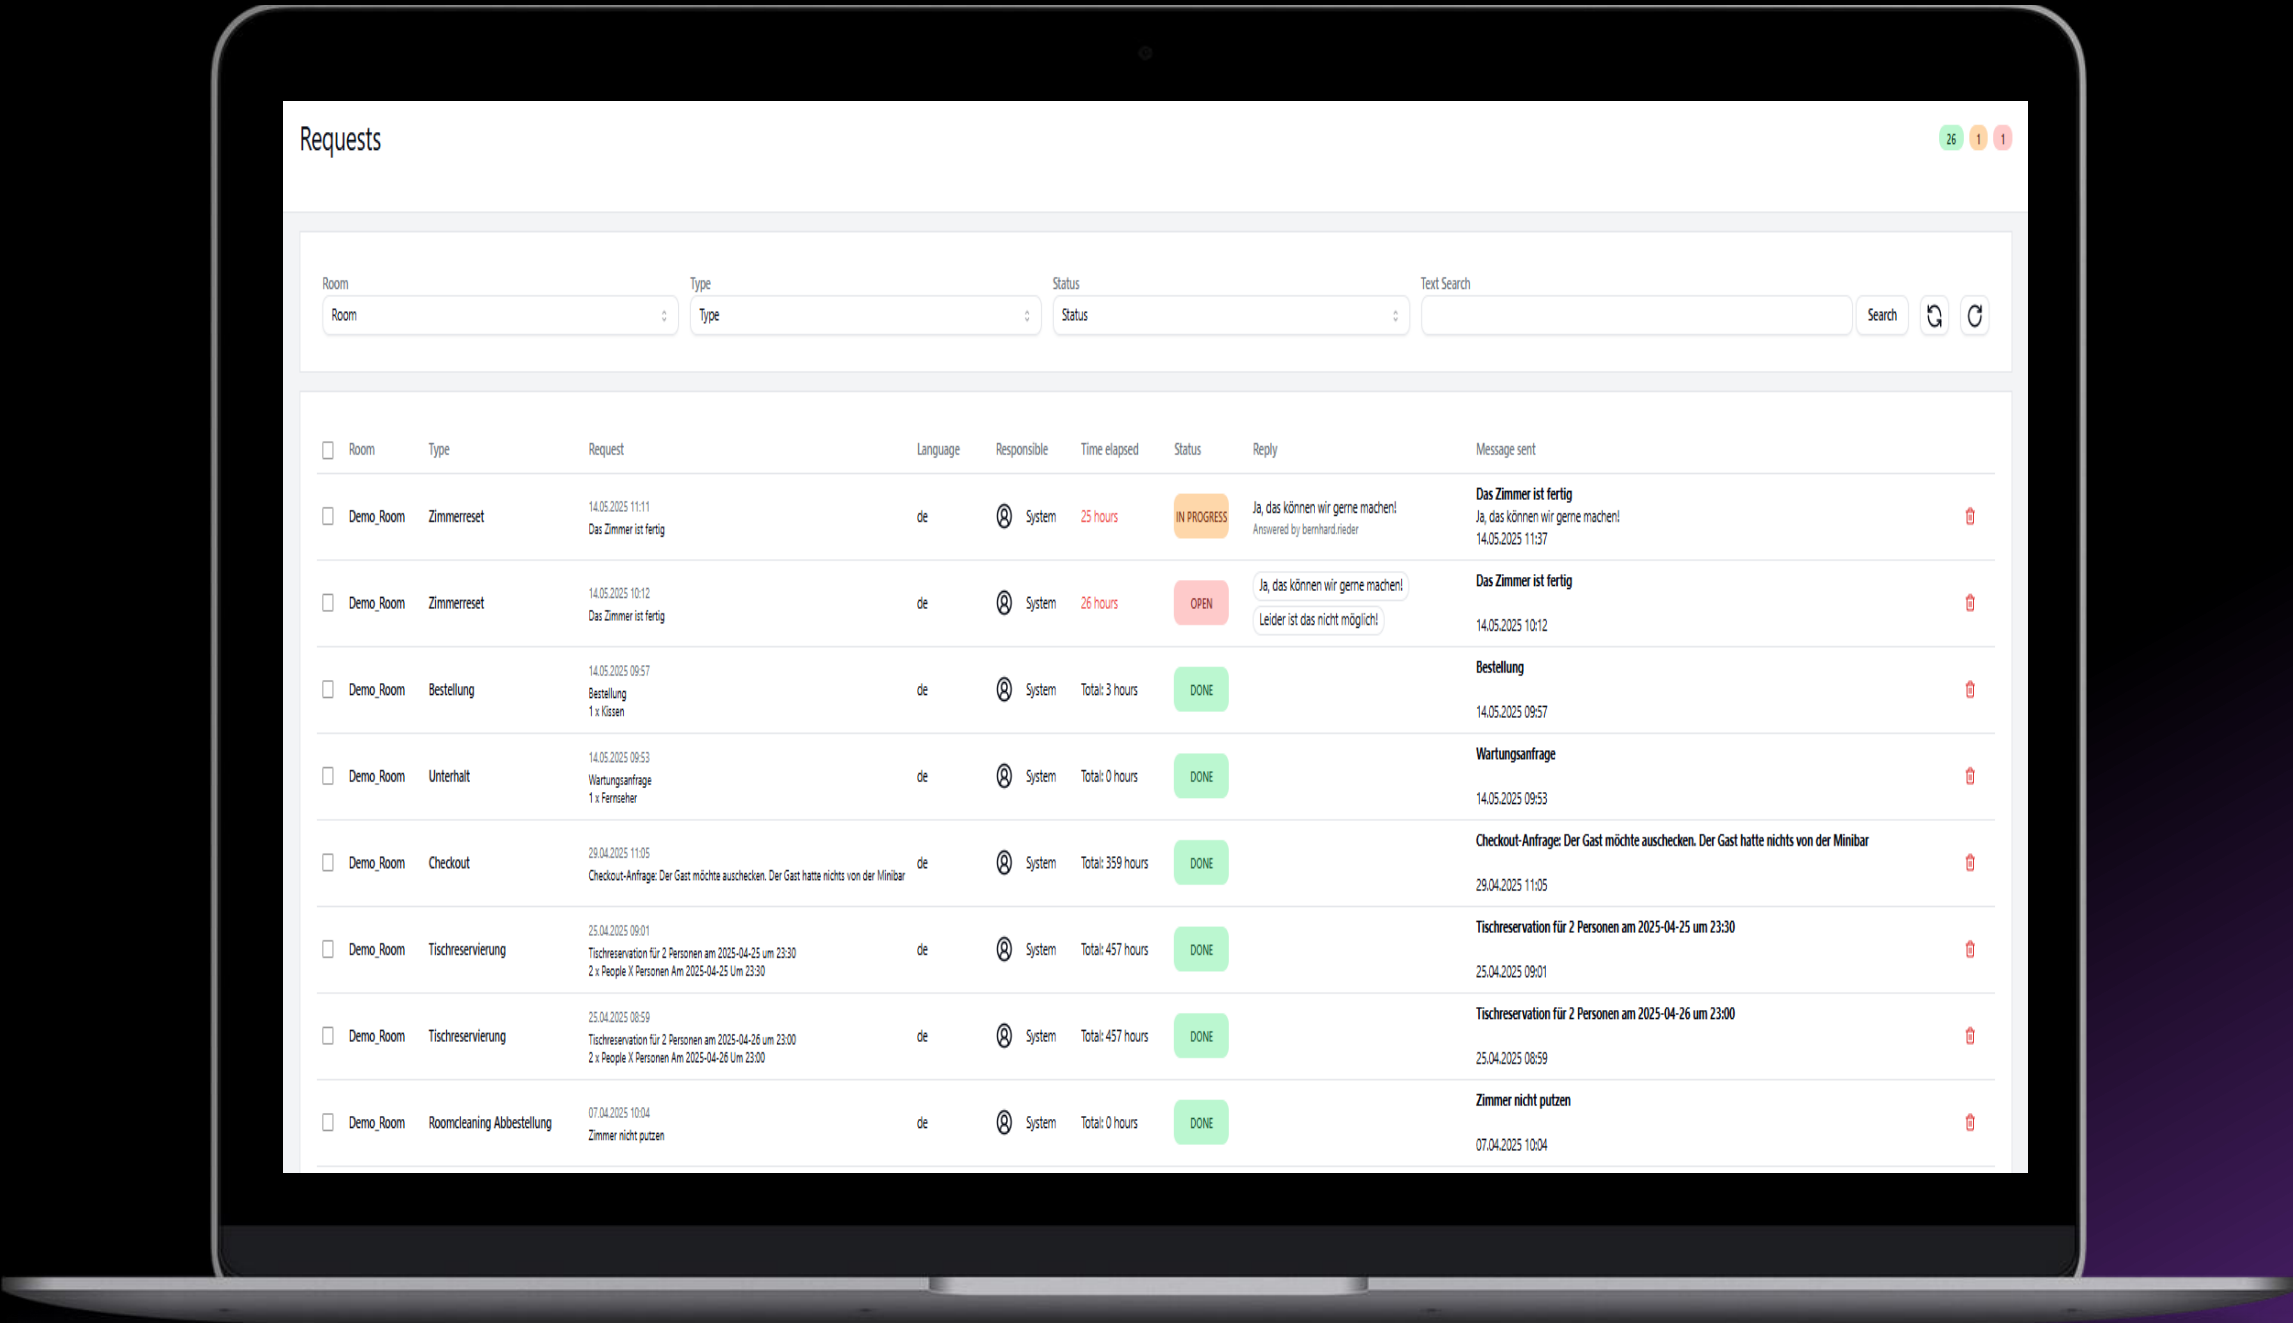 Requests
26 1 1
Room Type Status Text Search
Room Type Status Search
Room Type Request Language Responsible Time elapsed Status Reply Message sent
Demo_Room Zimmerreset
14.05.2025 11:11
Das Zimmer ist fertig
de System 25 hours IN PROGRESS
Ja, das können wir gerne machen!
Answered by bernhard.rieder
Das Zimmer ist fertig
Ja, das können wir gerne machen!
14.05.2025 11:37
Demo_Room Zimmerreset
14.05.2025 10:12
Das Zimmer ist fertig
de System 26 hours OPEN
Ja, das können wir gerne machen!
Leider ist das nicht möglich!
Das Zimmer ist fertig
14.05.2025 10:12
Demo_Room Bestellung
14.05.2025 09:57
Bestellung
1 x Kissen
de System Total: 3 hours DONE
Bestellung
14.05.2025 09:57
Demo_Room Unterhalt
14.05.2025 09:53
Wartungsanfrage
1 x Fernseher
de System Total: 0 hours DONE
Wartungsanfrage
14.05.2025 09:53
Demo_Room Checkout
29.04.2025 11:05
Checkout-Anfrage: Der Gast möchte auschecken. Der Gast hatte nichts von der Minibar
de System Total: 359 hours DONE
Checkout-Anfrage: Der Gast möchte auschecken. Der Gast hatte nichts von der Minibar
29.04.2025 11:05
Demo_Room Tischreservierung
25.04.2025 09:01
Tischreservation für 2 Personen am 2025-04-25 um 23:30
2 x People X Personen Am 2025-04-25 Um 23:30
de System Total: 457 hours DONE
Tischreservation für 2 Personen am 2025-04-25 um 23:30
25.04.2025 09:01
Demo_Room Tischreservierung
25.04.2025 08:59
Tischreservation für 2 Personen am 2025-04-26 um 23:00
2 x People X Personen Am 2025-04-26 Um 23:00
de System Total: 457 hours DONE
Tischreservation für 2 Personen am 2025-04-26 um 23:00
25.04.2025 08:59
Demo_Room Roomcleaning Abbestellung
07.04.2025 10:04
Zimmer nicht putzen
de System Total: 0 hours DONE
Zimmer nicht putzen
07.04.2025 10:04